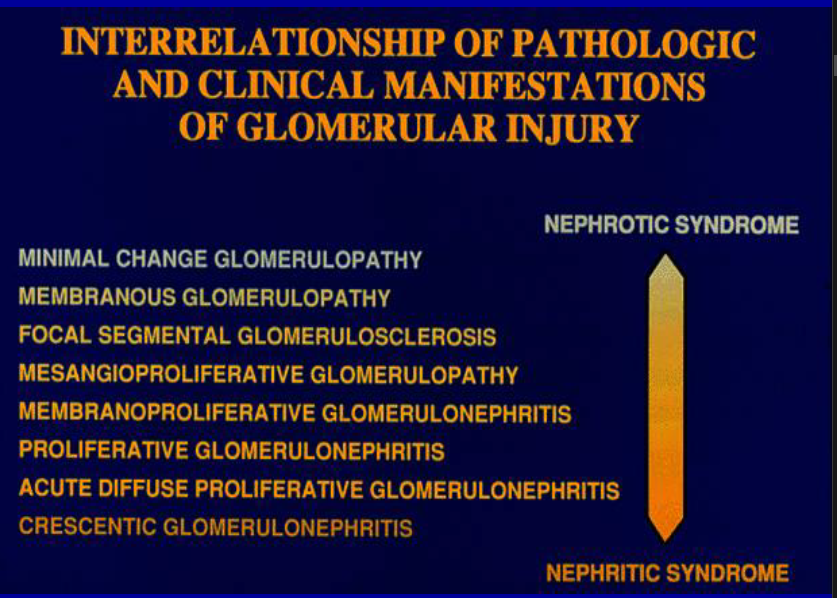 INTERRELATIONSHIP OF PATHOLOGIC
AND CLINICAL MANIFESTATIONS
OF GLOMERULAR INJURY
NEPHROTIC SYNDROME
MINIMAL CHANGE GLOMERULOPATHY
MEMBRANOUS GLOMERULOPATHY
FOCAL SEGMENTAL GLOMERULOSCLEROSIS
MESANGIOPROLIFERATIVE GLOMERULOPATHY
MEMBRANOPROLIFERATIVE GLOMERULONEPHRITIS
PROLIFERATIVE GLOMERULONEPHRITIS
ACUTE DIFFUSE PROLIFERATIVE GLOMERULONEPHRITIS
CRESCENTIC GLOMERULONEPHRITIS
NEPHRITIC SYNDROME